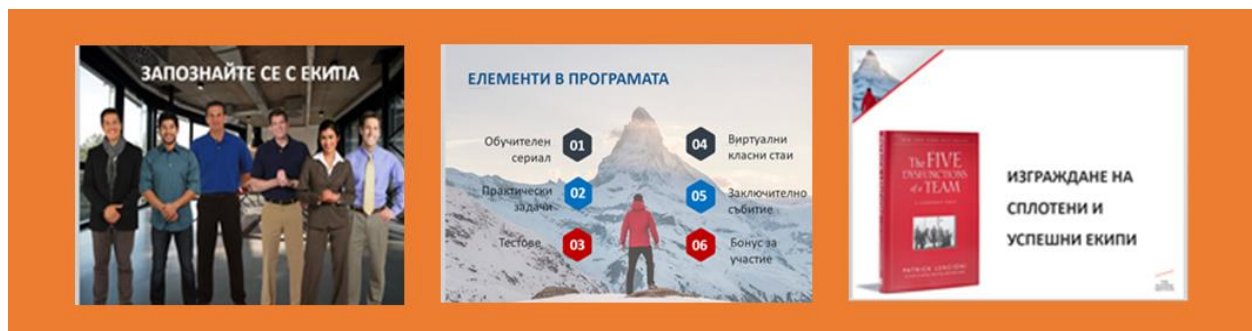 ЗАПОЗНАЙТЕ СЕ С ЕКИПА
ЕЛЕМЕНТИ В ПРОГРАМАТА
Обучителен
сериал
01
Практически
задачи
02
Тестове
03
04
Виртуални
класни стаи
05
Заключително
събитие
06
Бонус за
участие
The FIVE
DYSFUNCTIONS
of a TEAM
PATRICK LENCIONI
ИЗГРАЖДАНЕ НА
СПЛОТЕНИ И
УСПЕШНИ ЕКИПИ